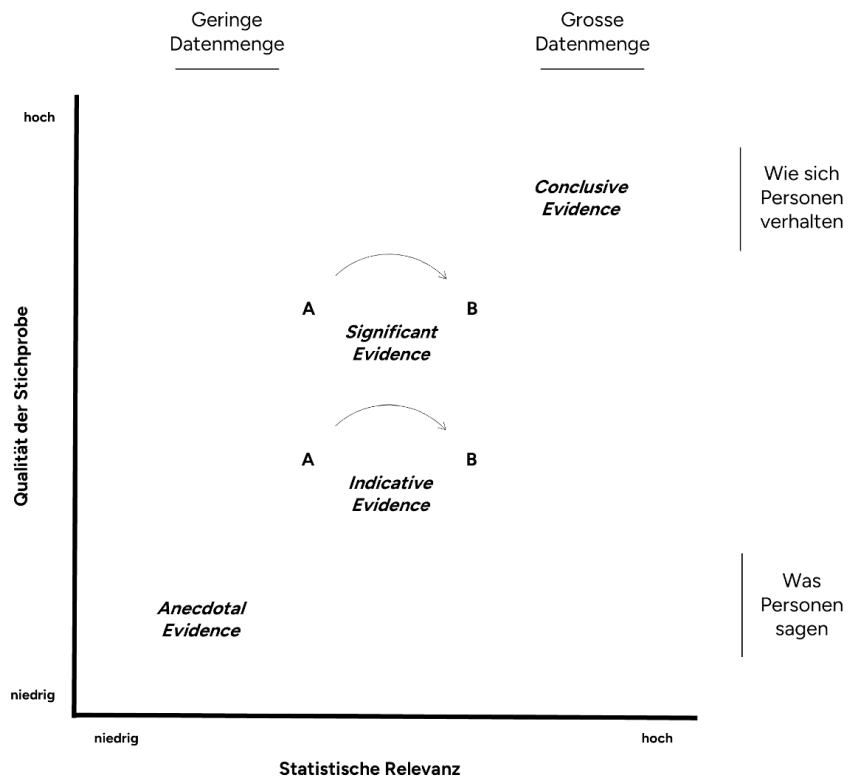 Geringe
Datenmenge
Grosse
Datenmenge
hoch
Conclusive
Evidence
Wie sich
Personen
verhalten
A
B
Significant
Evidence
Qualität der Stichprobe
A
B
Indicative
Evidence
Anecdotal
Evidence
Was
Personen
sagen
niedrig
niedrig
hoch
Statistische Relevanz